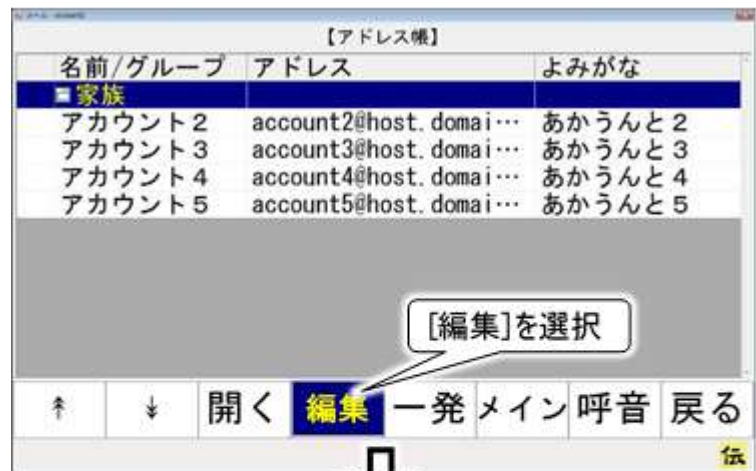 【アドレス帳】
名前/グループ アドレス よみがな
家族
アカウント2 account2@host.domai… あかうんと2
アカウント3 account3@host.domai… あかうんと3
アカウント4 account4@host.domai… あかうんと4
アカウント5 account5@host.domai… あかうんと5
[編集]を選択
開く 編集 一発 メイン 呼音 戻る
伝